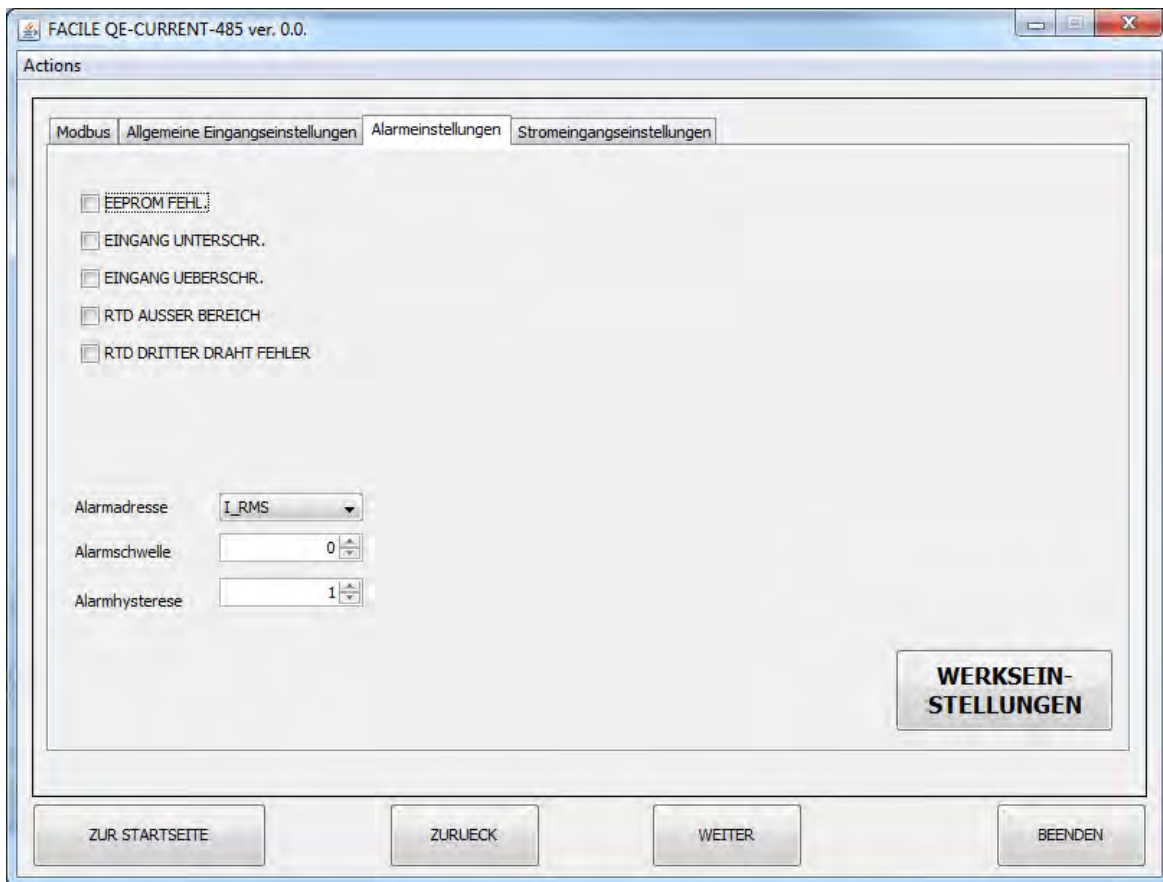 FACILE QE-CURRENT-485 ver. 0.0.
Actions
Modbus Allgemeine Eingangseinstellungen Alarmeinstellungen Stromeingangseinstellungen
EEPROM FEHL.
EINGANG UNTERSCHR.
EINGANG UEBERSCHR.
RTD AUSSER BEREICH
RTD DRITTER DRAHT FEHLER
Alarmadresse I_RMS
Alarmschwelle 0
Alarmhysterese 1
WERKSEIN-
STELLUNGEN
ZUR STARTSEITE ZURUECK WEITER BEENDEN